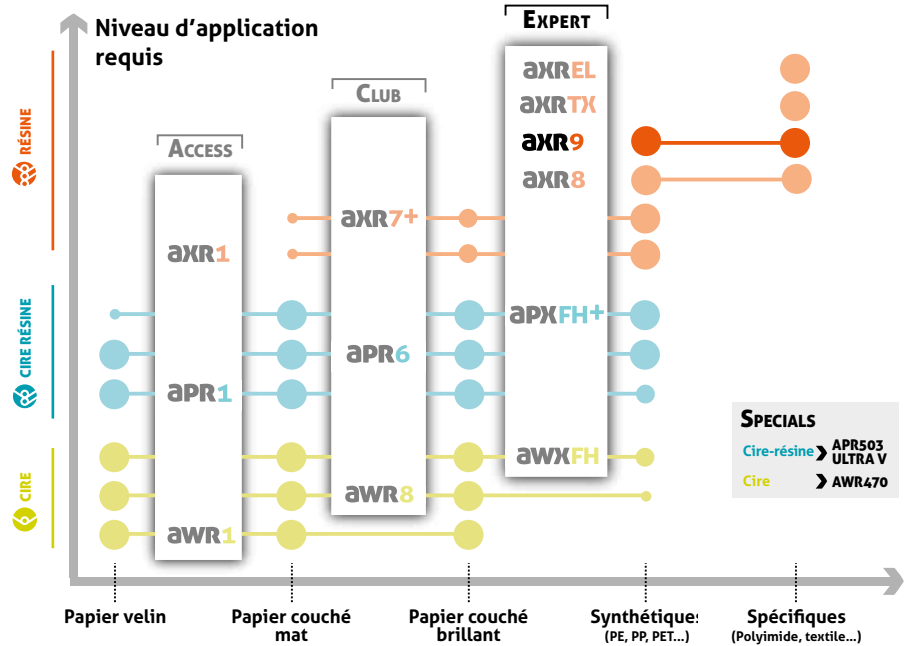 Niveau d'application
requis
EXPERT
CLUB
ACCESS
RÉSINE
CIRE RÉSINE
CIRE
aXREL
aXRTX
aXR9
aXR8
aXR7+
aXR1
aPXFH+
aPR6
aPR1
aWXFH
aWR8
aWR1
SPECIALS
Cire-résine APR503
ULTRA V
Cire AWR470
Papier velin
Papier couché
mat
Papier couché
brillant
Synthétiques
(PE, PP, PET...)
Spécifiques
(Polyimide, textile...)